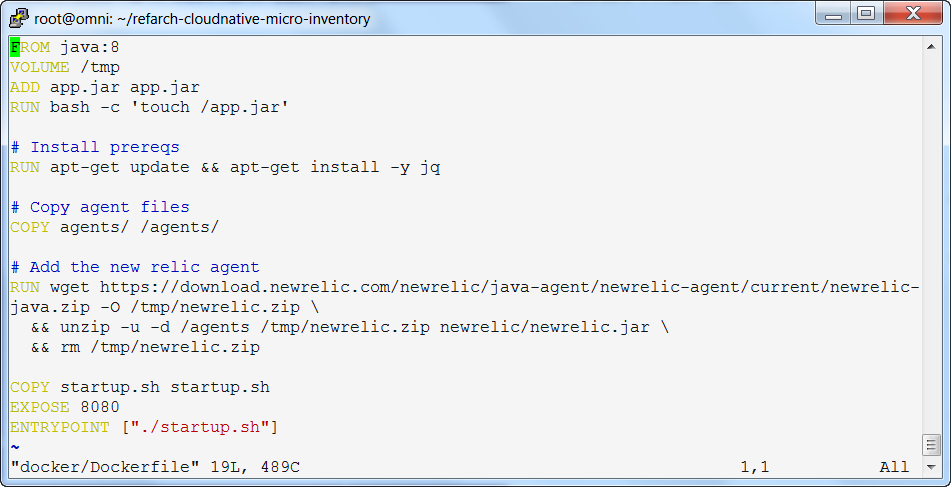 root@omni: ~/refarch-cloudnative-micro-inventory
FROM java:8
VOLUME /tmp
ADD app.jar app.jar
RUN bash -c 'touch /app.jar'
# Install prereqs
RUN apt-get update && apt-get install -y jq
# Copy agent files
COPY agents/ /agents/
# Add the new relic agent
RUN wget https://download.newrelic.com/newrelic/java-agent/newrelic-agent/current/newrelic-
java.zip -O /tmp/newrelic.zip \
  && unzip -u -d /agents /tmp/newrelic.zip newrelic/newrelic.jar \
  && rm /tmp/newrelic.zip
COPY startup.sh startup.sh
EXPOSE 8080
ENTRYPOINT ["./startup.sh"]
~
"docker/Dockerfile" 19L, 489C 1,1 All